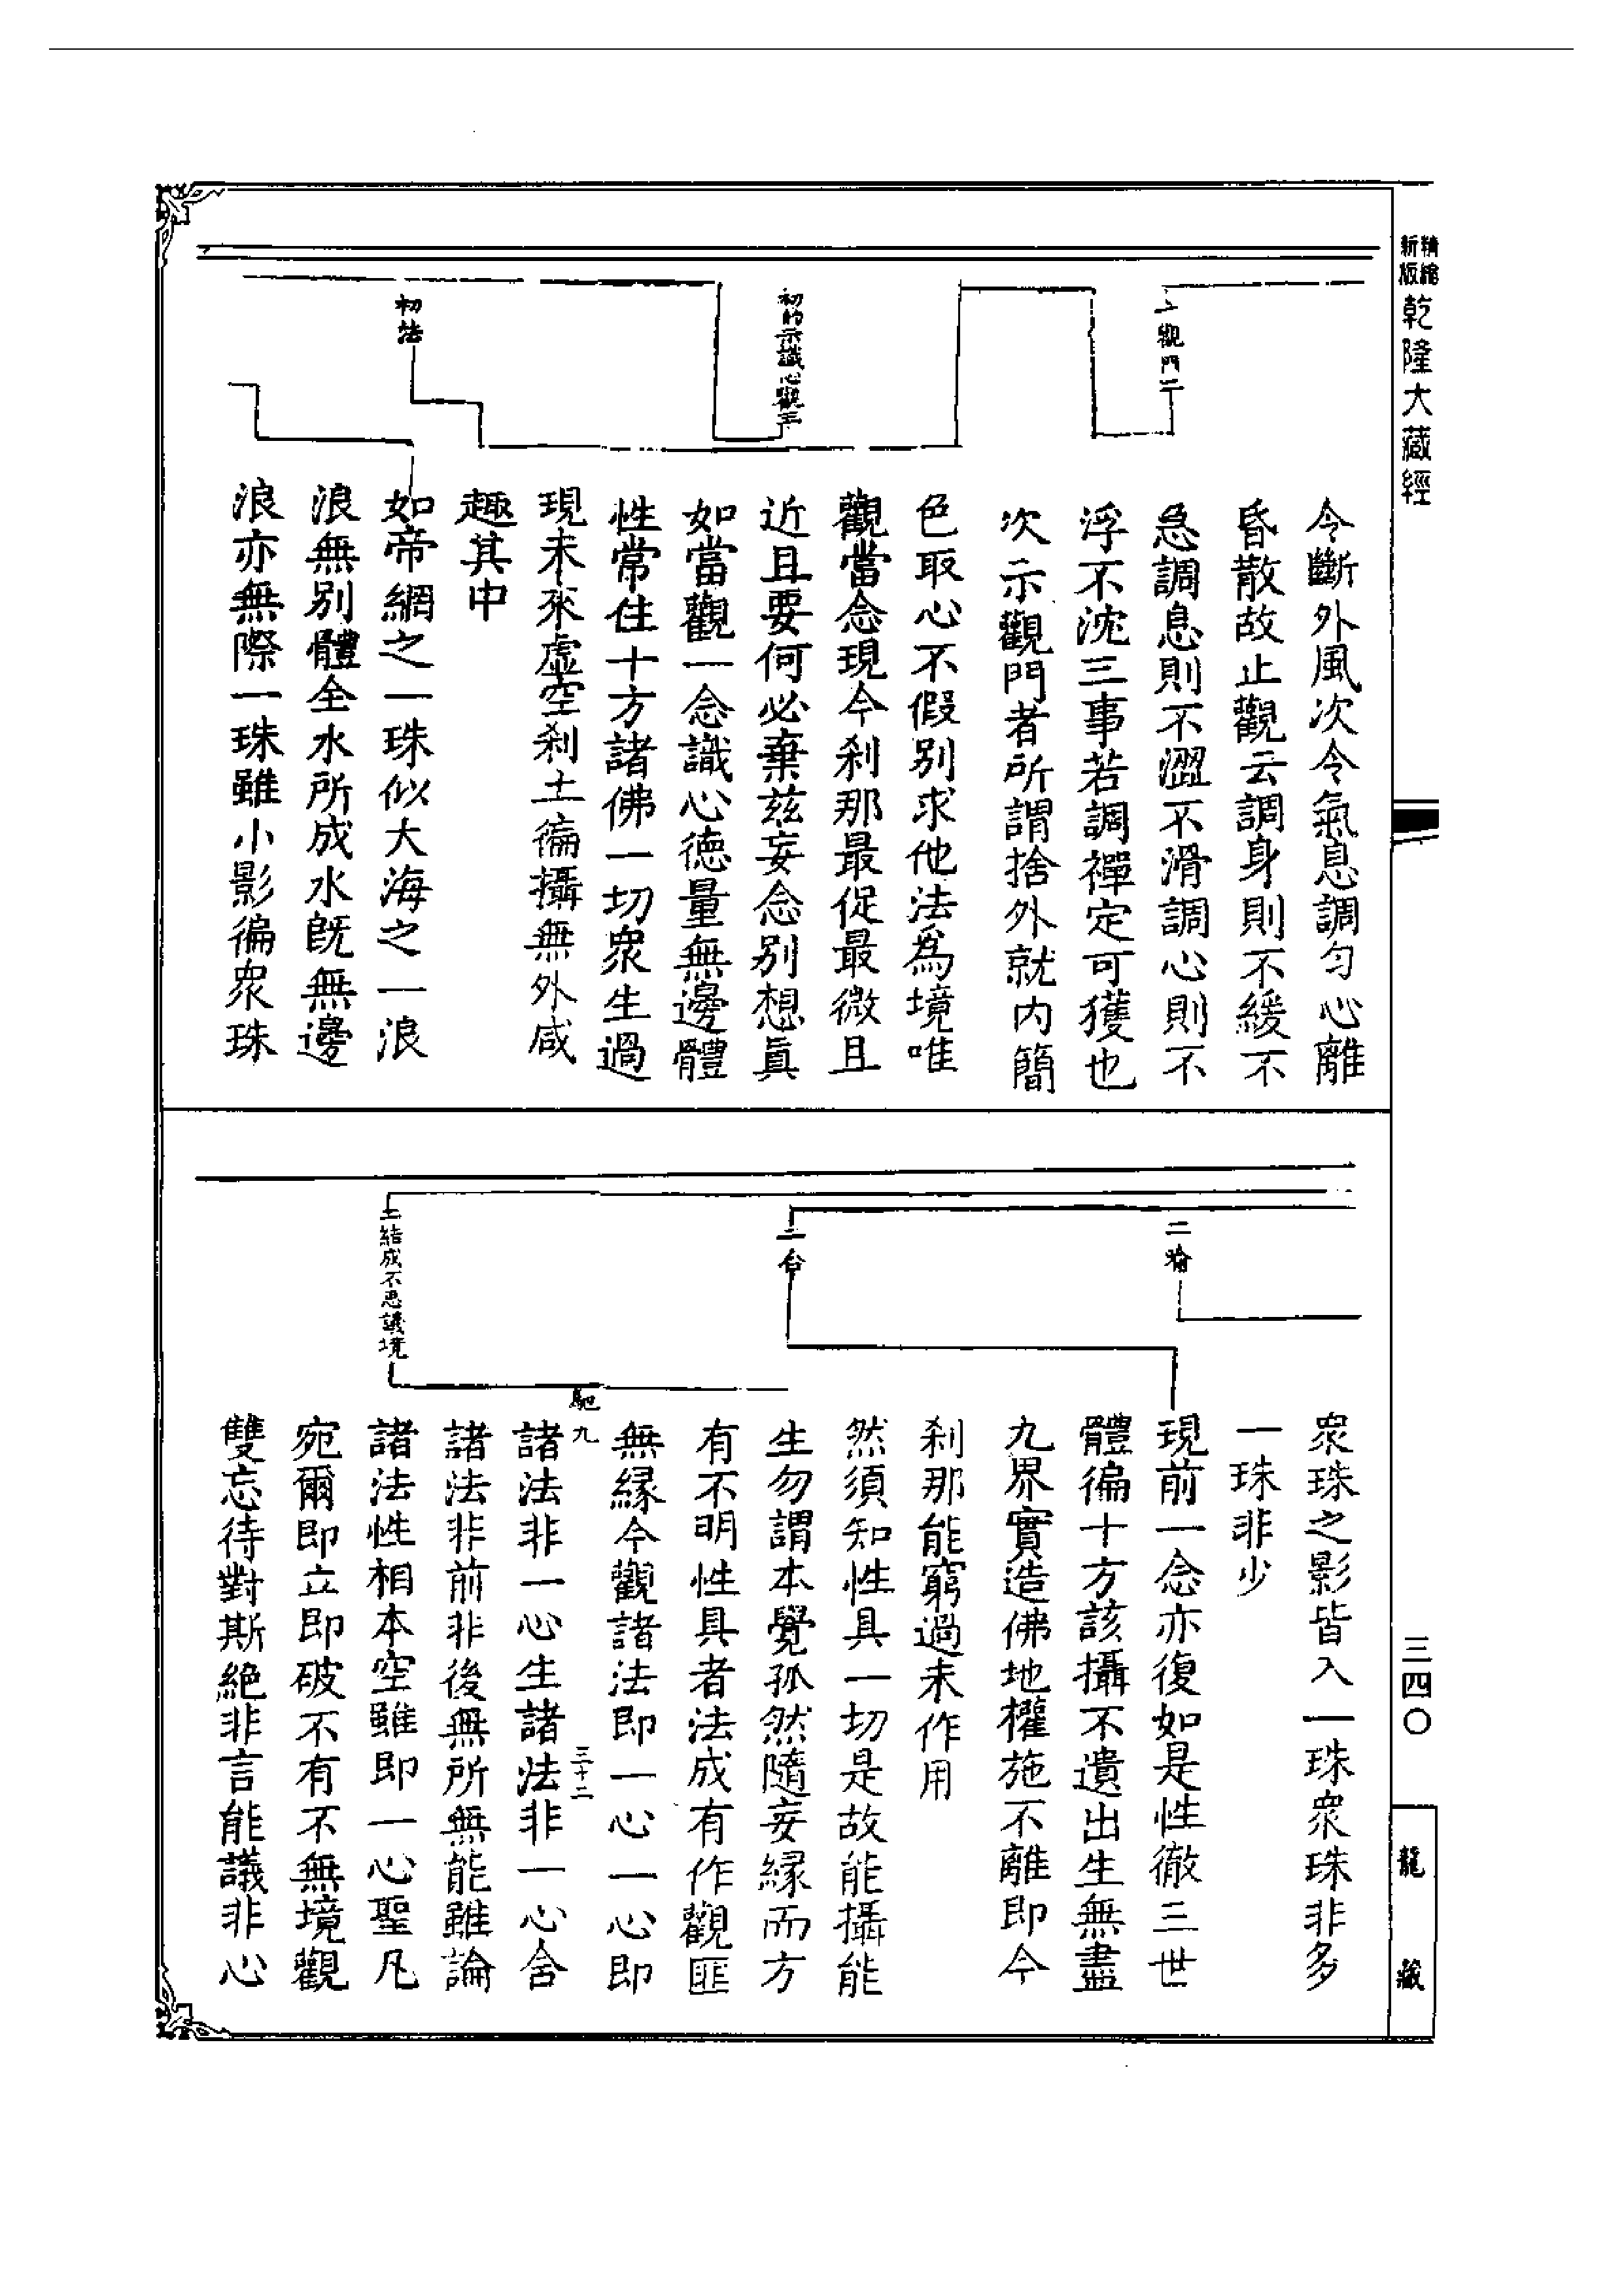 精縮
新版
乾隆大藏經
二觀門二
初的示識心觀三
初法
今斷外風次令氣息調勻心離
昏散故止觀云調身則不緩不
急調息則不澀不滑調心則不
浮不沈三事若調禪定可獲也
次示觀門者所謂捨外就内簡
色取心不假别求他法爲境唯
觀當念現今刹那最促最微且
近且要何必棄兹妄念别想眞
如當觀一念識心德量無邊體
性常住十方諸佛一切衆生過
現未來虚空刹土徧攝無外咸
趣其中
如帝網之一珠似大海之一浪
浪無别體全水所成水旣無邊
浪亦無際一珠雖小影徧衆珠
二喻
三合
二結成不思議境
衆珠之影皆入一珠衆珠非多
一珠非少
現前一念亦復如是性徹三世
體徧十方該攝不遺出生無盡
九界實造佛地權施不離即今
刹那能窮過未作用
然須知性具一切是故能攝能
生勿謂本覺孤然隨妄緣而方
有不明性具者法成有作觀匪
無緣今觀諸法即一心一心即
馳九
三十二
諸法非一心生諸法非一心含
諸法非前非後無所無能雖論
諸法性相本空雖即一心聖凡
宛爾即立即破不有不無境觀
雙忘待對斯絶非言能議非心
三四〇
龍藏